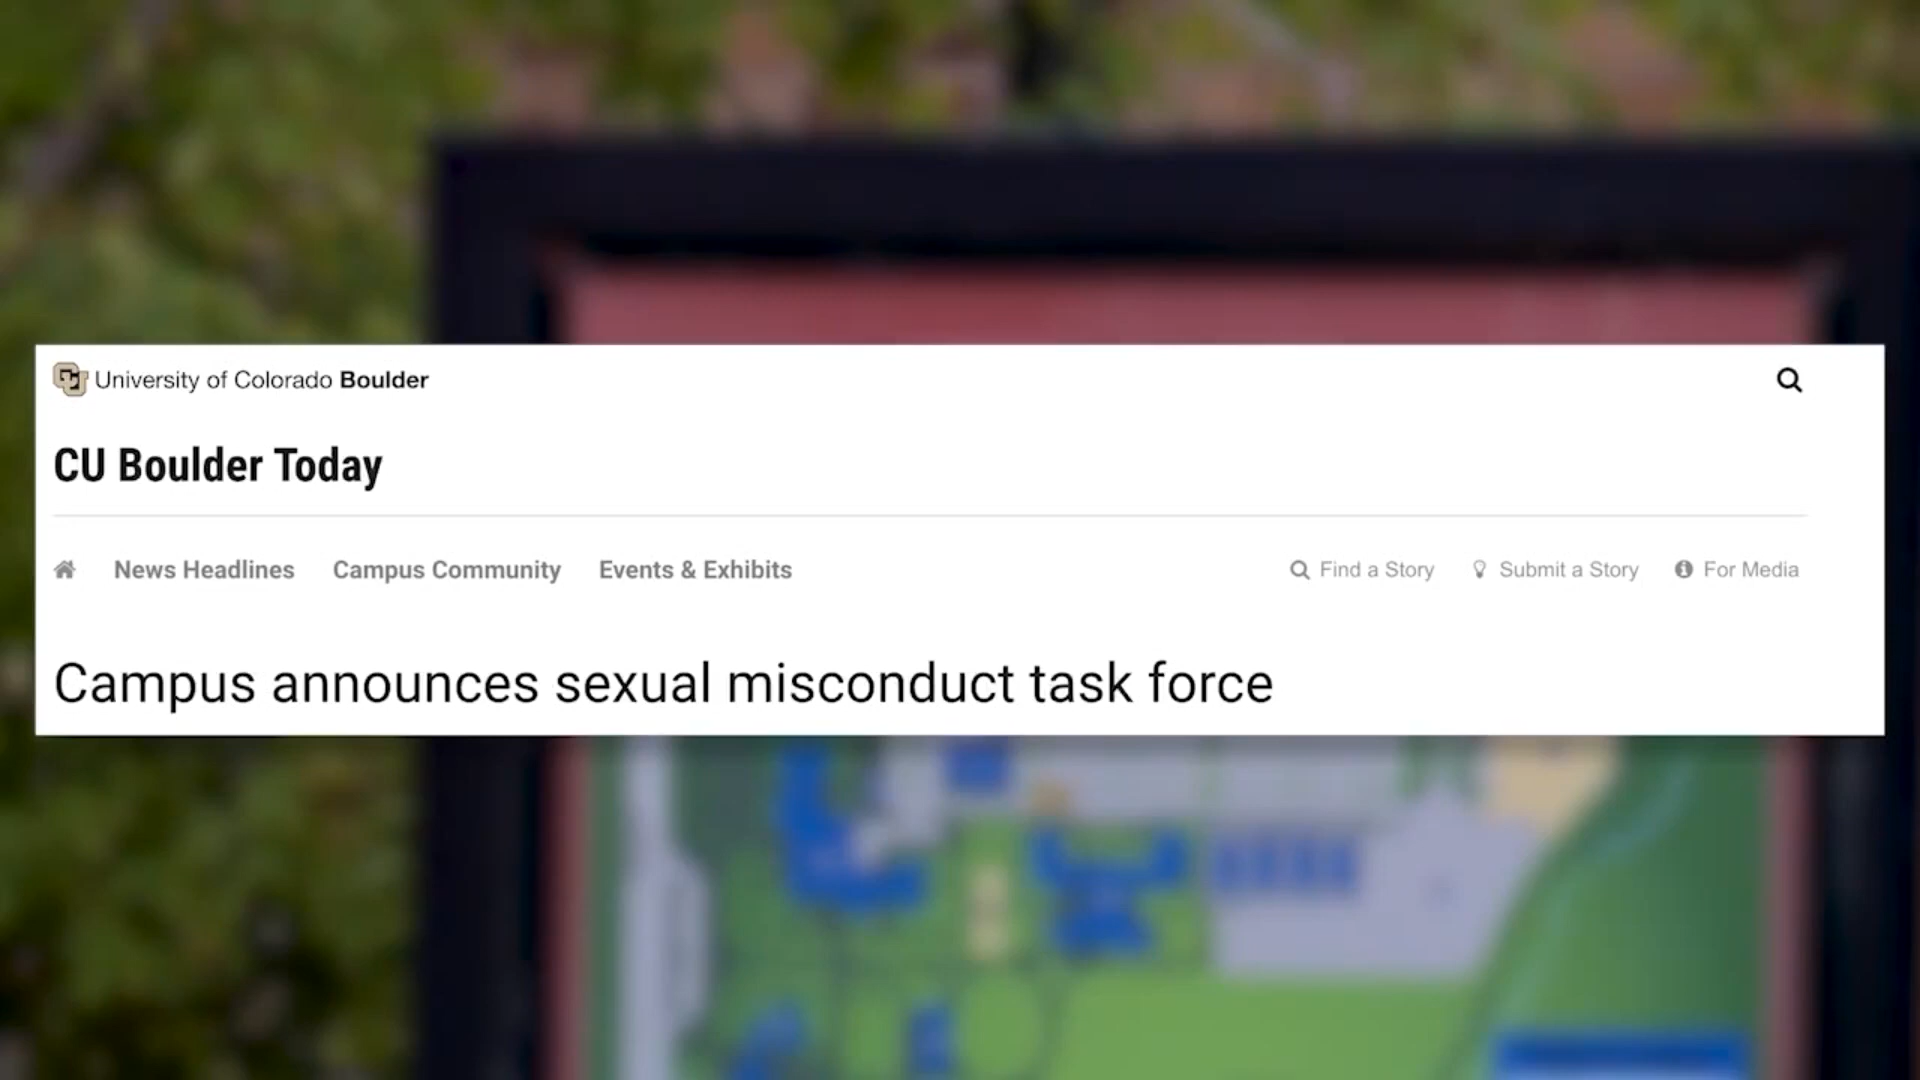 University of Colorado Boulder
CU Boulder Today
News Headlines Campus Community Events & Exhibits Find a Story Submit a Story For Media
Campus announces sexual misconduct task force